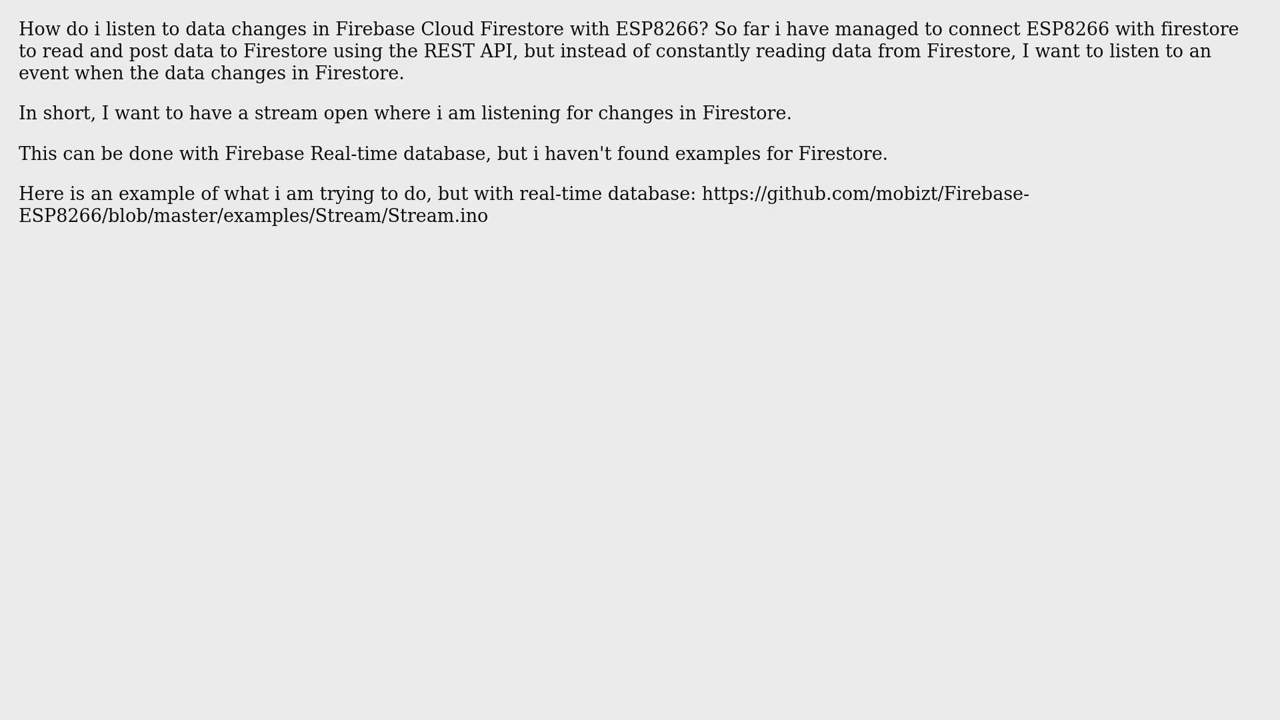 How do i listen to data changes in Firebase Cloud Firestore with ESP8266? So far i have managed to connect ESP8266 with firestore
to read and post data to Firestore using the REST API, but instead of constantly reading data from Firestore, I want to listen to an
event when the data changes in Firestore.
In short, I want to have a stream open where i am listening for changes in Firestore.
This can be done with Firebase Real-time database, but i haven't found examples for Firestore.
Here is an example of what i am trying to do, but with real-time database: https://github.com/mobizt/Firebase-
ESP8266/blob/master/examples/Stream/Stream.ino